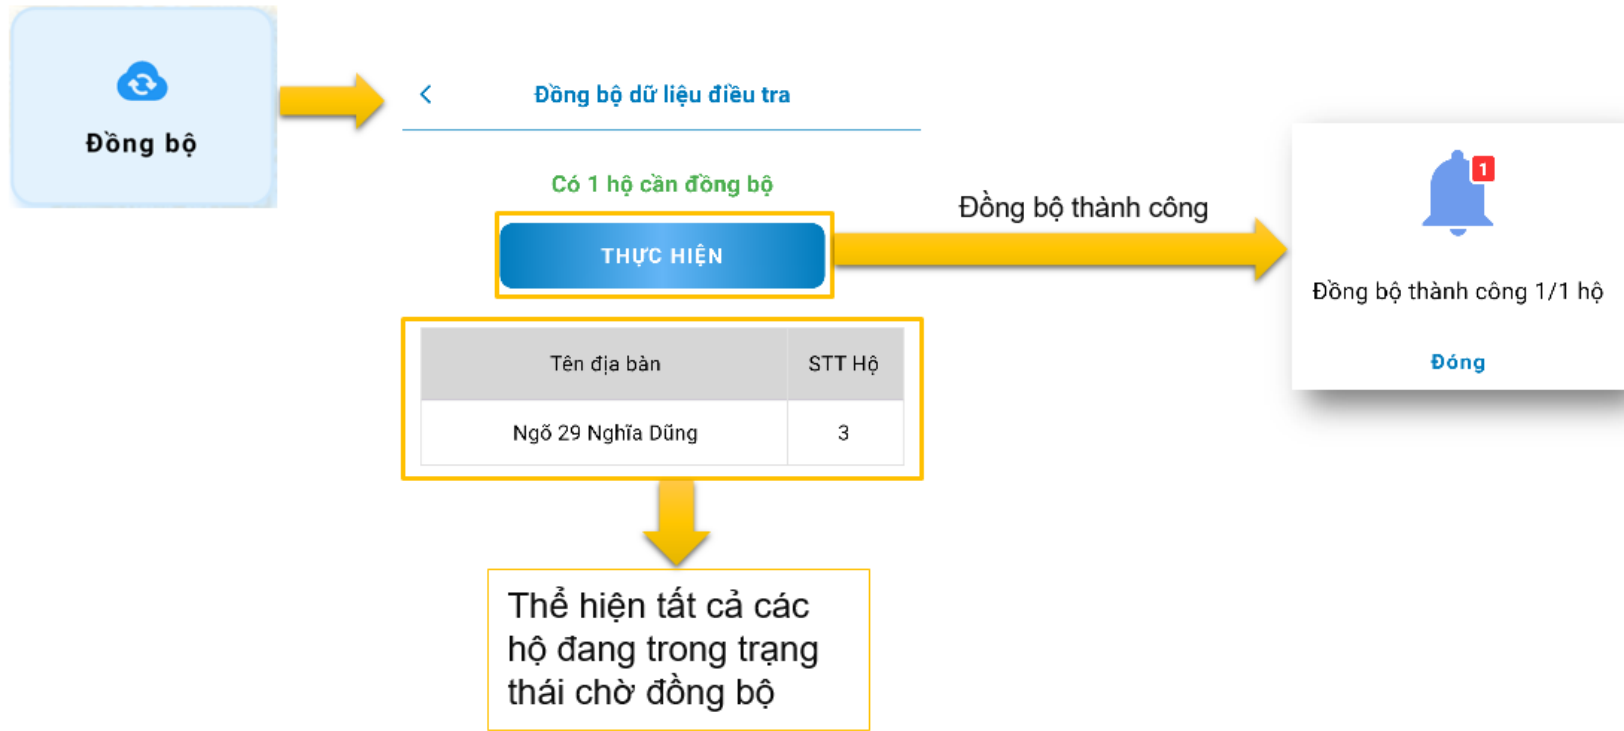 Đồng bộ
Đồng bộ dữ liệu điều tra
Có 1 hộ cần đồng bộ
THỰC HIỆN
Tên địa bàn STT Hộ
Ngõ 29 Nghĩa Dũng 3
Thể hiện tất cả các
hộ đang trong trạng
thái chờ đồng bộ
Đồng bộ thành công
1
Đồng bộ thành công 1/1 hộ
Đóng